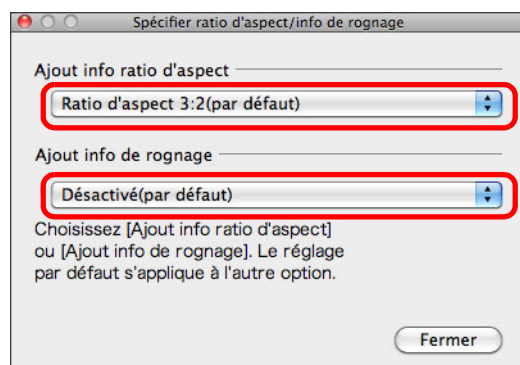 Spécifier ratio d'aspect/info de rognage
Ajout info ratio d'aspect
Ratio d'aspect 3:2(par défaut)
Ajout info de rognage
Désactivé(par défaut)
Choisissez [Ajout info ratio d'aspect]
ou [Ajout info de rognage]. Le réglage
par défaut s'applique à l'autre option.
Fermer